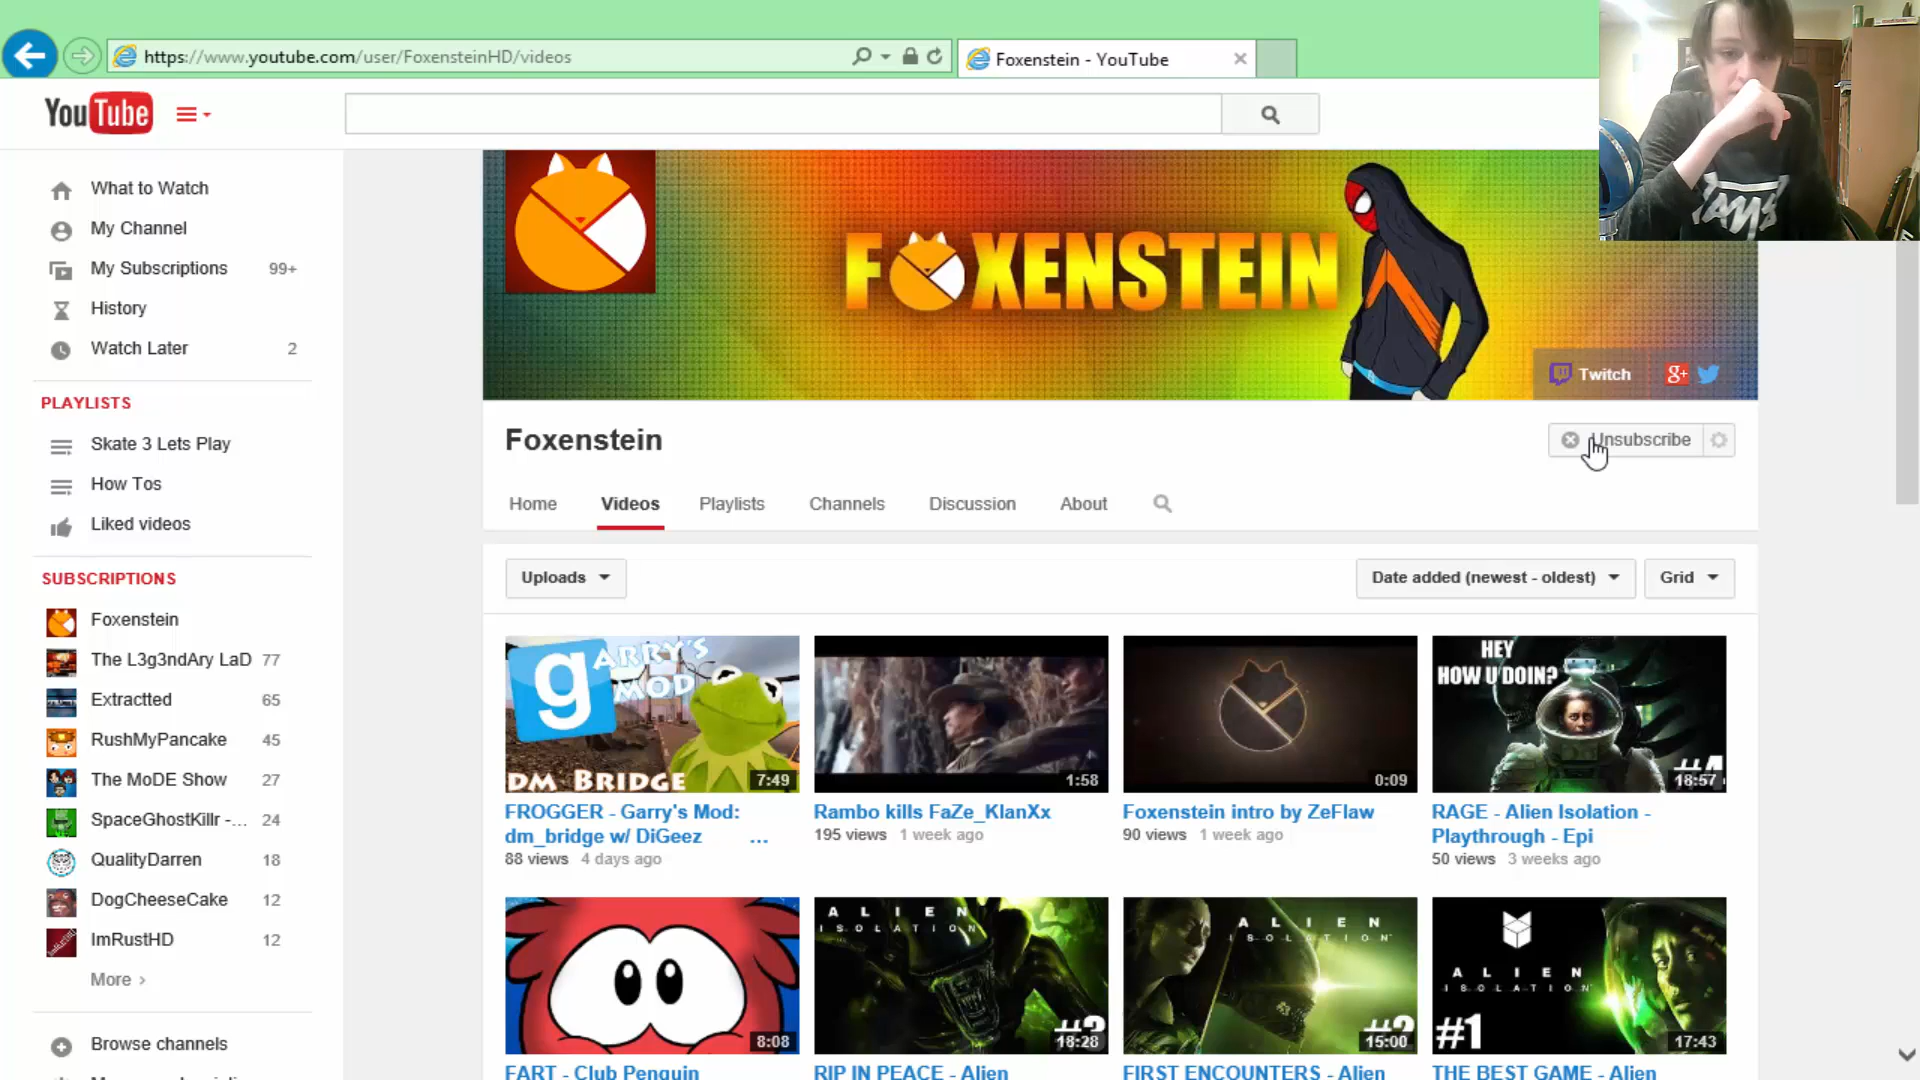 https://www.youtube.com/user/FoxensteinHD/videos
Foxenstein - YouTube
YouTube
What to Watch
My Channel
My Subscriptions 99+
History
Watch Later 2
PLAYLISTS
Skate 3 Lets Play
How Tos
Liked videos
SUBSCRIPTIONS
Foxenstein
The L3g3ndAry LaD 77
Extractted 65
RushMyPancake 45
The MoDE Show 27
SpaceGhostKillr -... 24
QualityDarren 18
DogCheeseCake 12
ImRustHD 12
More ›
Browse channels
FOXENSTEIN
Twitch
g+
Foxenstein
Unsubscribe
Home Videos Playlists Channels Discussion About
Uploads
Date added (newest - oldest)
Grid
g GARRY'S MOD
DM BRIDGE
7:49
FROGGER - Garry's Mod:
dm_bridge w/ DiGeez ...
88 views 4 days ago
1:58
Rambo kills FaZe_KlanXx
195 views 1 week ago
0:09
Foxenstein intro by ZeFlaw
90 views 1 week ago
HEY
HOW U DOIN?
18:57
RAGE - Alien Isolation -
Playthrough - Epi
50 views 3 weeks ago
8:08
FART - Club Penguin
ALIEN
ISOLATION
#3
18:28
RIP IN PEACE - Alien
ALIEN
ISOLATION
#2
15:00
FIRST ENCOUNTERS - Alien
ALIEN
ISOLATION
#1
17:43
THE BEST GAME - Alien